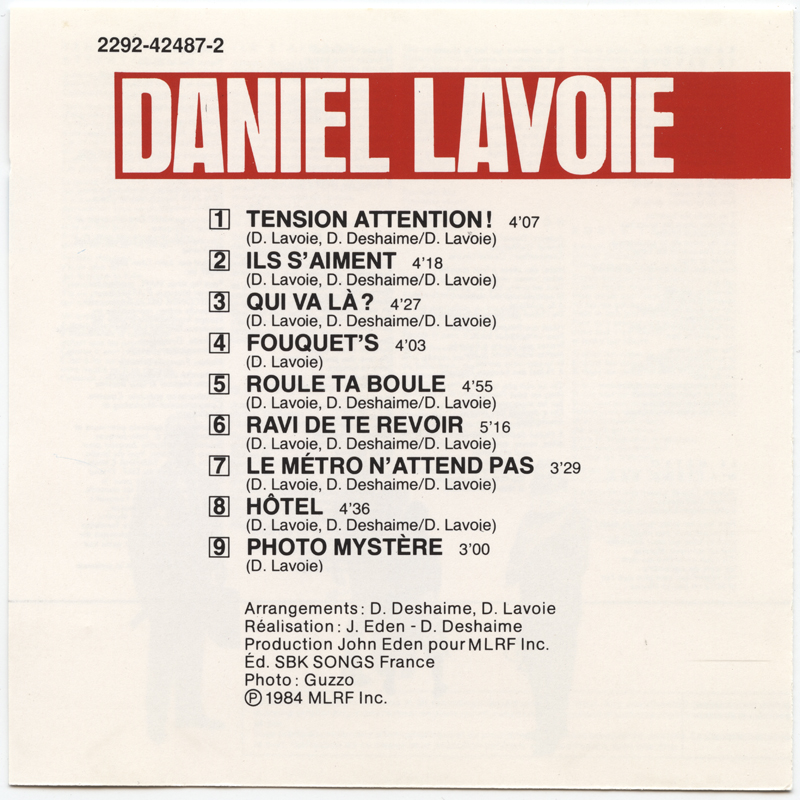 2292-42487-2
DANIEL LAVOIE
1 TENSION ATTENTION! 4'07
(D. Lavoie, D. Deshaime/D. Lavoie)
2 ILS S'AIMENT 4'18
(D. Lavoie, D. Deshaime/D. Lavoie)
3 QUI VA LÀ? 4'27
(D. Lavoie, D. Deshaime/D. Lavoie)
4 FOUQUET'S 4'03
(D. Lavoie)
5 ROULE TA BOULE 4'55
(D. Lavoie, D. Deshaime/D. Lavoie)
6 RAVI DE TE REVOIR 5'16
(D. Lavoie, D. Deshaime/D. Lavoie)
7 LE MÉTRO N'ATTEND PAS 3'29
(D. Lavoie, D. Deshaime/D. Lavoie)
8 HÔTEL 4'36
(D. Lavoie, D. Deshaime/D. Lavoie)
9 PHOTO MYSTÈRE 3'00
(D. Lavoie)
Arrangements: D. Deshaime, D. Lavoie
Réalisation: J. Eden - D. Deshaime
Production John Eden pour MLRF Inc.
Éd. SBK SONGS France
Photo: Guzzo
℗ 1984 MLRF Inc.